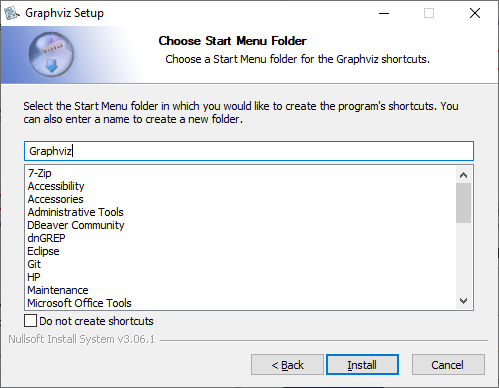 Graphviz Setup
Choose Start Menu Folder
Choose a Start Menu folder for the Graphviz shortcuts.
Select the Start Menu folder in which you would like to create the program's shortcuts. You
can also enter a name to create a new folder.
Graphviz
7-Zip
Accessibility
Accessories
Administrative Tools
DBeaver Community
dnGREP
Eclipse
Git
HP
Maintenance
Microsoft Office Tools
Do not create shortcuts
Nullsoft Install System v3.06.1
< Back
Install
Cancel